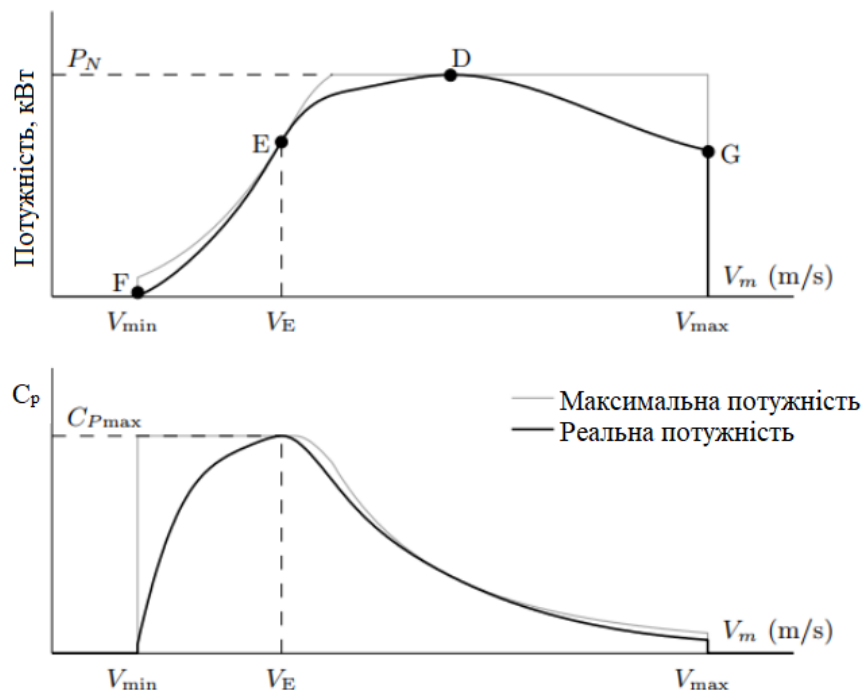 P_N
D
E
G
F
Потужність, кВт
V_m (m/s)
V_min
V_E
V_max
C_p
C_Pmax
Максимальна потужність
Реальна потужність
V_m (m/s)
V_min
V_E
V_max